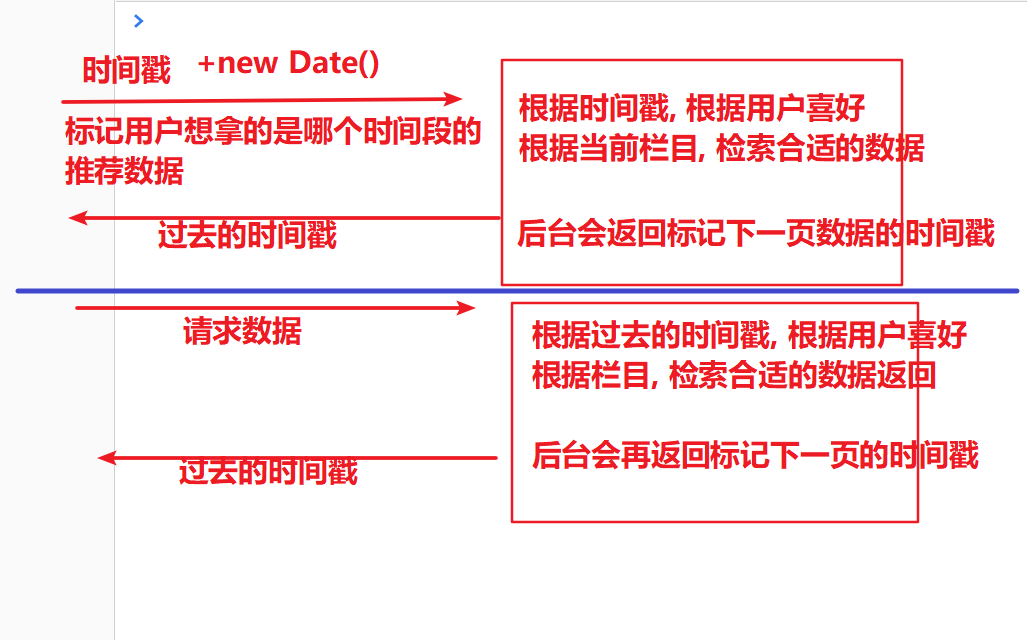 时间戳 +new Date()
标记用户想拿的是哪个时间段的
推荐数据
根据时间戳, 根据用户喜好
根据当前栏目, 检索合适的数据
过去的时间戳
后台会返回标记下一页数据的时间戳
请求数据
根据过去的时间戳, 根据用户喜好
根据栏目, 检索合适的数据返回
后台会再返回标记下一页的时间戳
过去的时间戳